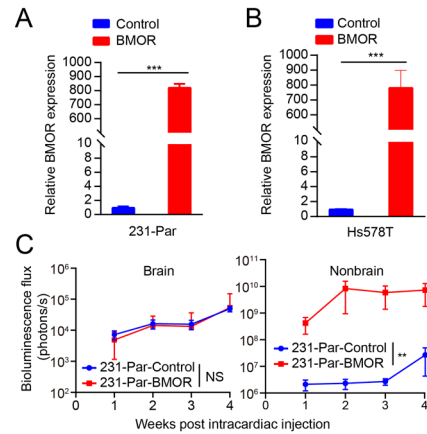 A
Control
BMOR
Relative BMOR expression
1000
900
800
700
600
8
6
4
2
0
***
231-Par
B
Control
BMOR
Relative BMOR expression
1000
900
800
700
600
8
6
4
2
0
***
Hs578T
C
Brain
Bioluminescence flux
(photons/s)
10⁶
10⁵
10⁴
10³
10²
231-Par-Control
231-Par-BMOR
NS
0 1 2 3 4
Nonbrain
10¹⁰
10⁹
10⁸
10⁷
10⁶
231-Par-Control
231-Par-BMOR
**
0 1 2 3 4
Weeks post intracardiac injection